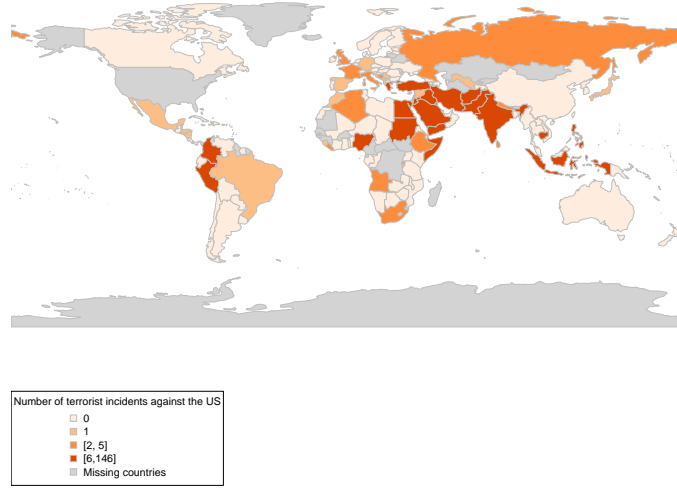 Number of terrorist incidents against the US
0
1
[2, 5]
[6,146]
Missing countries